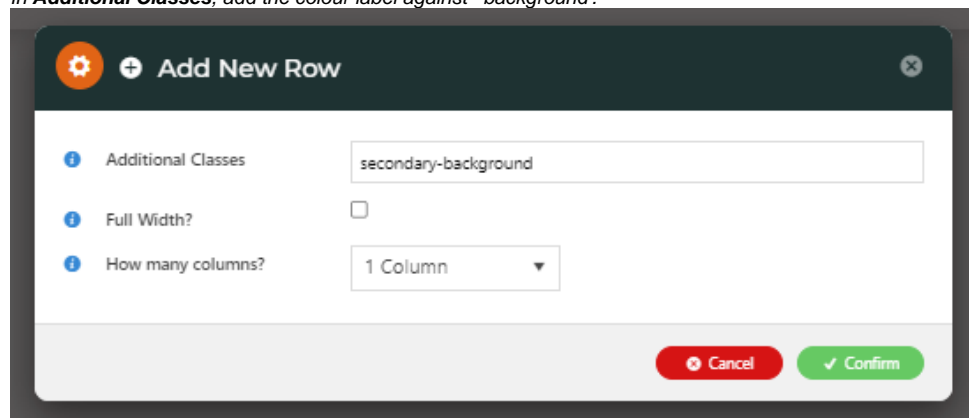 In Additional Classes, add the colour label against "-background".
Add New Row
Additional Classes
secondary-background
Full Width?
How many columns?
1 Column
Cancel
Confirm